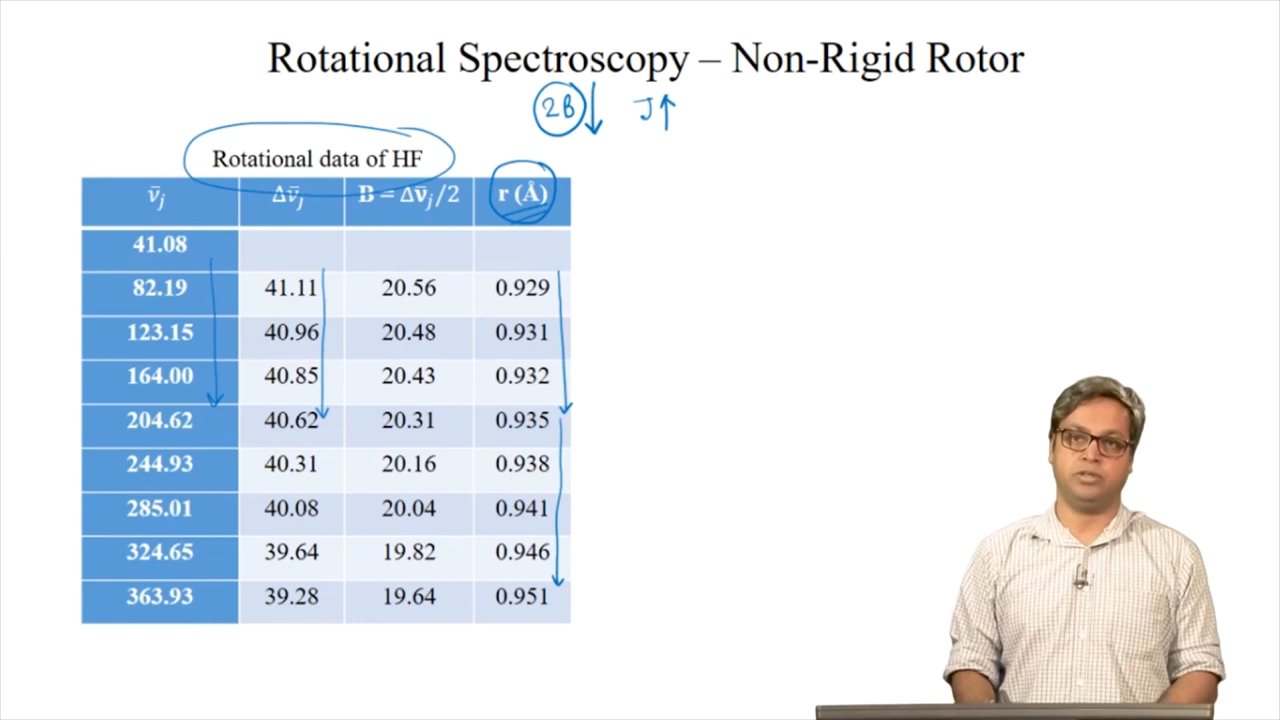 Rotational Spectroscopy – Non-Rigid Rotor
2B ↓ J↑
Rotational data of HF
ν̄ⱼ Δν̄ⱼ B = Δν̄ⱼ/2 r (Å)
41.08
82.19 41.11 20.56 0.929
123.15 40.96 20.48 0.931
164.00 40.85 20.43 0.932
204.62 40.62 20.31 0.935
244.93 40.31 20.16 0.938
285.01 40.08 20.04 0.941
324.65 39.64 19.82 0.946
363.93 39.28 19.64 0.951